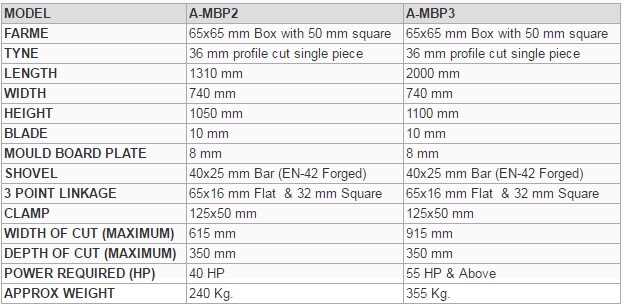 MODEL A-MBP2 A-MBP3
FARME 65x65 mm Box with 50 mm square 65x65 mm Box with 50 mm square
TYNE 36 mm profile cut single piece 36 mm profile cut single piece
LENGTH 1310 mm 2000 mm
WIDTH 740 mm 740 mm
HEIGHT 1050 mm 1100 mm
BLADE 10 mm 10 mm
MOULD BOARD PLATE 8 mm 8 mm
SHOVEL 40x25 mm Bar (EN-42 Forged) 40x25 mm Bar (EN-42 Forged)
3 POINT LINKAGE 65x16 mm Flat & 32 mm Square 65x16 mm Flat & 32 mm Square
CLAMP 125x50 mm 125x50 mm
WIDTH OF CUT (MAXIMUM) 615 mm 915 mm
DEPTH OF CUT (MAXIMUM) 350 mm 350 mm
POWER REQUIRED (HP) 40 HP 55 HP & Above
APPROX WEIGHT 240 Kg. 355 Kg.